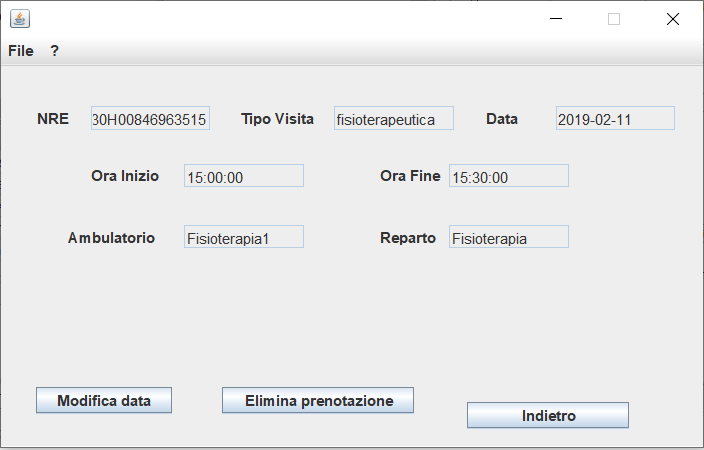 File ?
NRE 30H00846963515 Tipo Visita fisioterapeutica Data 2019-02-11
Ora Inizio 15:00:00 Ora Fine 15:30:00
Ambulatorio Fisioterapia1 Reparto Fisioterapia
Modifica data Elimina prenotazione Indietro